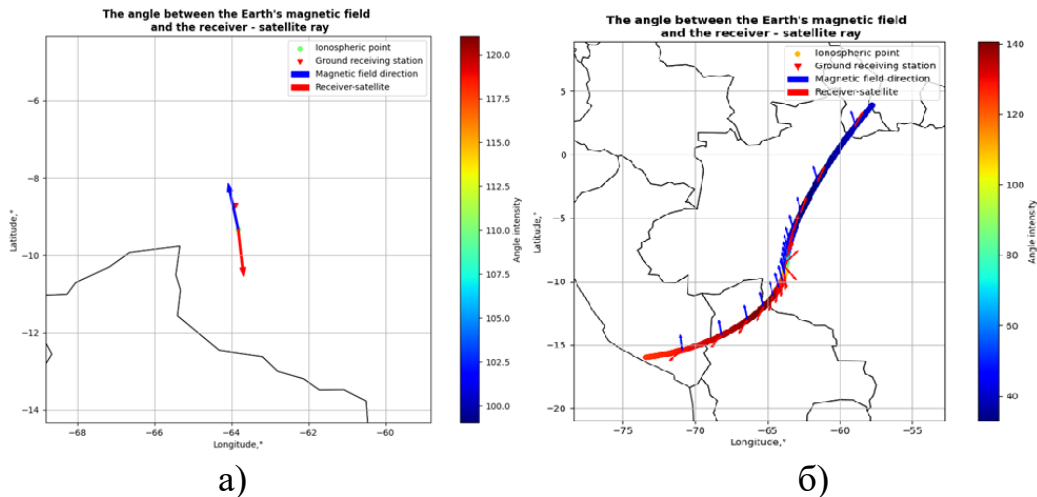 The angle between the Earth's magnetic field
and the receiver - satellite ray
Ionospheric point
Ground receiving station
Magnetic field direction
Receiver-satellite
Latitude,°
−6
−8
−10
−12
−14
−68
−66
−64
−62
−60
Longitude,°
120.0
117.5
115.0
112.5
110.0
107.5
105.0
102.5
100.0
Angle intensity
а)
The angle between the Earth's magnetic field
and the receiver - satellite ray
Ionospheric point
Ground receiving station
Magnetic field direction
Receiver-satellite
Latitude,°
5
0
−5
−10
−15
−20
−75
−70
−65
−60
−55
Longitude,°
140
120
100
80
60
40
Angle intensity
б)